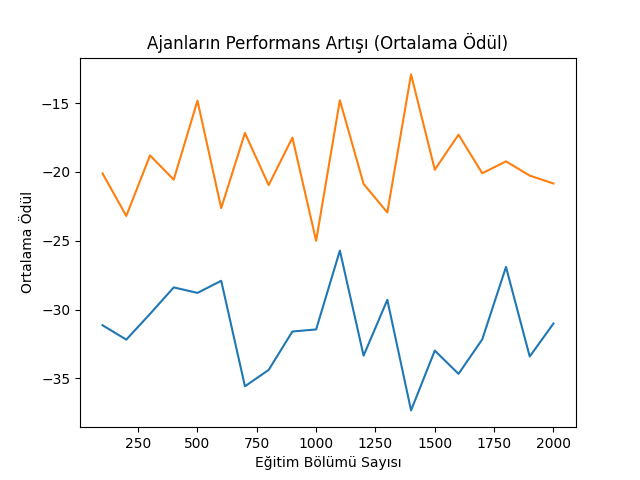 Ajanların Performans Artışı (Ortalama Ödül)
Ortalama Ödül
−15
−20
−25
−30
−35
250 500 750 1000 1250 1500 1750 2000
Eğitim Bölümü Sayısı